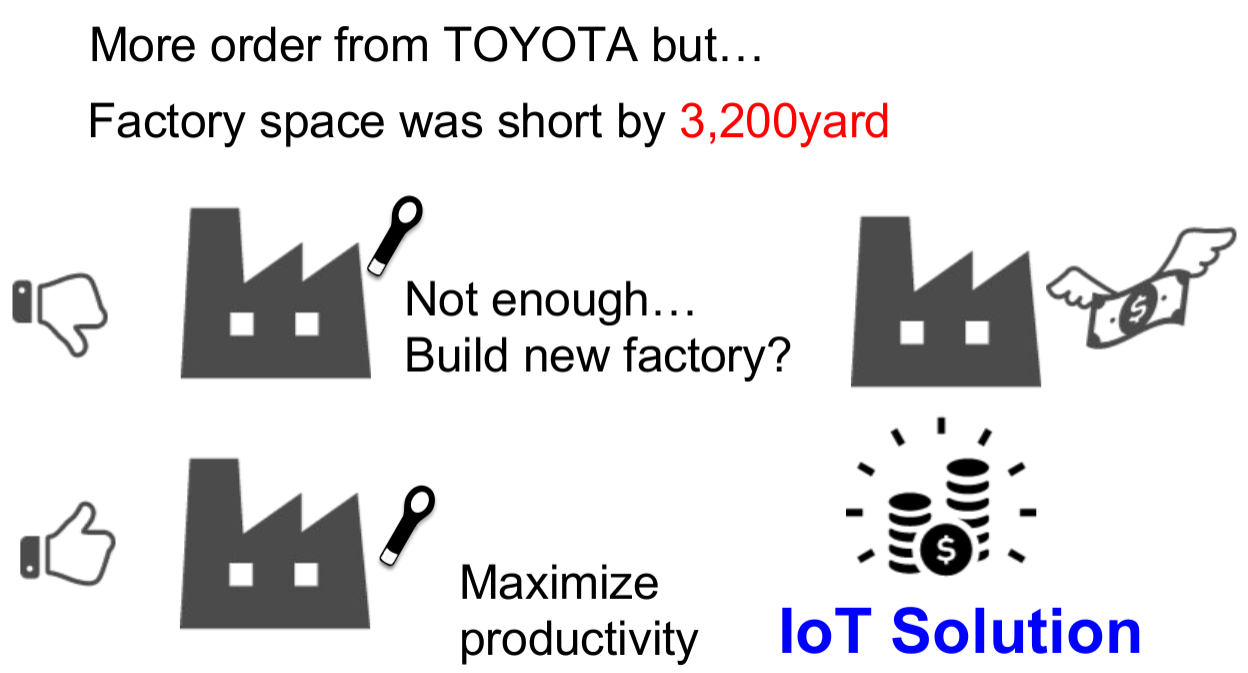 More order from TOYOTA but…
Factory space was short by 3,200yard
Not enough…
Build new factory?
Maximize
productivity
IoT Solution